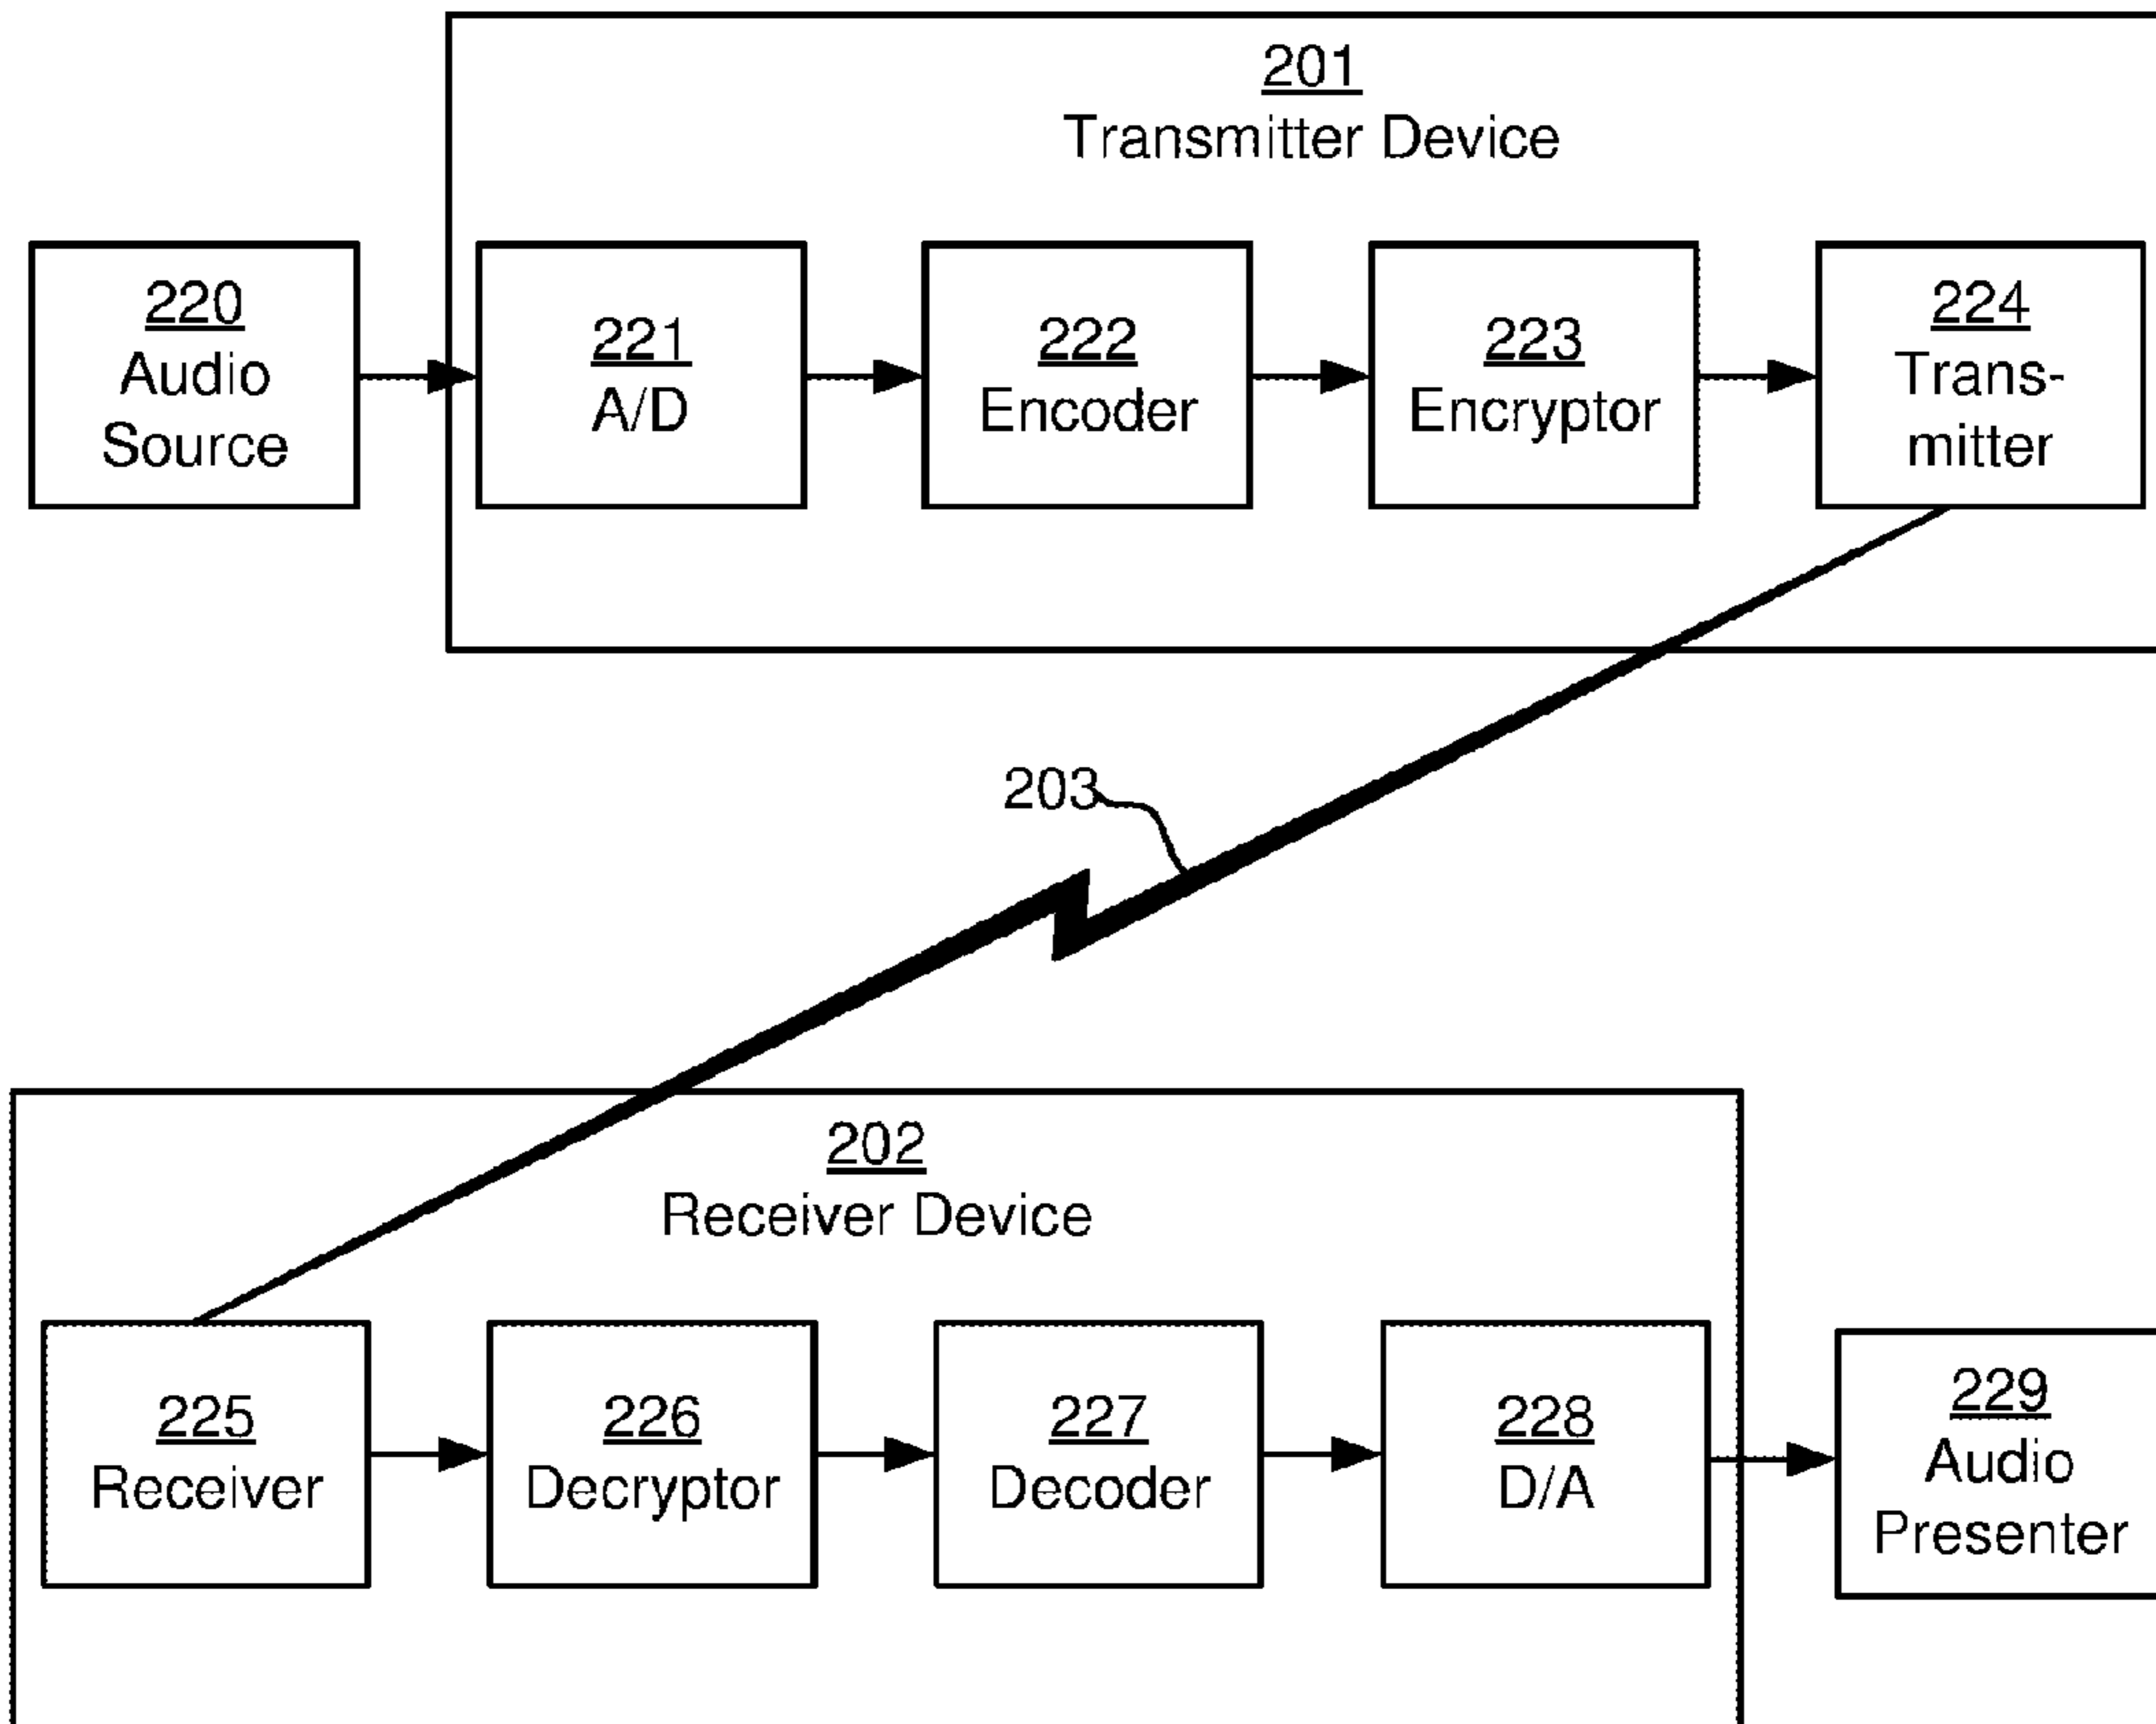 201
Transmitter Device
220
Audio
Source
221
A/D
222
Encoder
223
Encryptor
224
Trans-
mitter
203
202
Receiver Device
225
Receiver
226
Decryptor
227
Decoder
228
D/A
229
Audio
Presenter